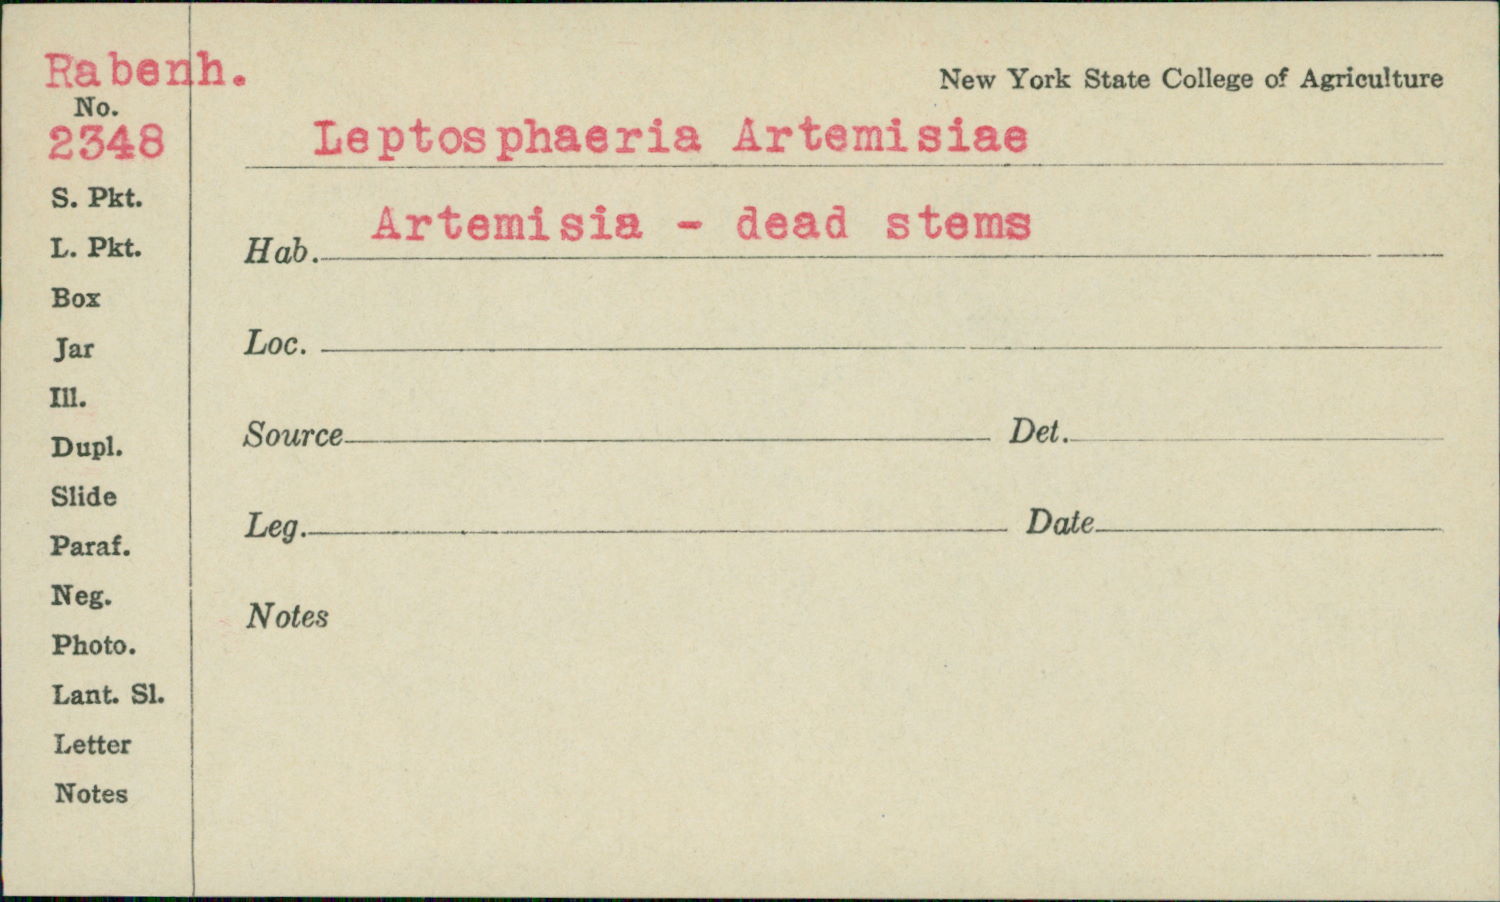 Rabenh.
New York State College of Agriculture
No.
2348
Leptosphaeria Artemisiae
S. Pkt.
Artemisia - dead stems
L. Pkt.
Hab.
Box
Jar
Loc.
Ill.
Dupl.
Source
Det.
Slide
Leg.
Date
Paraf.
Neg.
Notes
Photo.
Lant. Sl.
Letter
Notes